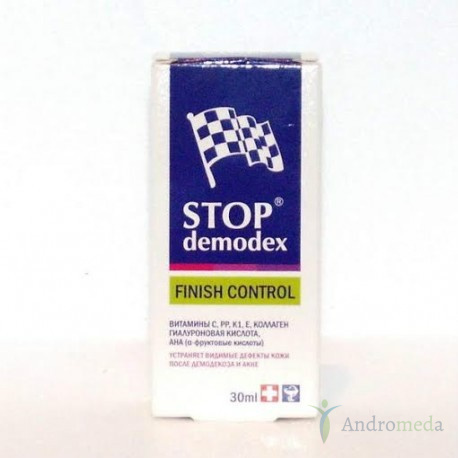 STOP®
demodex
FINISH CONTROL
ВИТАМИНЫ С, РР, К1, Е, КОЛЛАГЕН
ГИАЛУРОНОВАЯ КИСЛОТА,
АНА (α-фруктовые кислоты)
УСТРАНЯЕТ ВИДИМЫЕ ДЕФЕКТЫ КОЖИ
ПОСЛЕ ДЕМОДЕКОЗА И АКНЕ
30ml
Andromeda